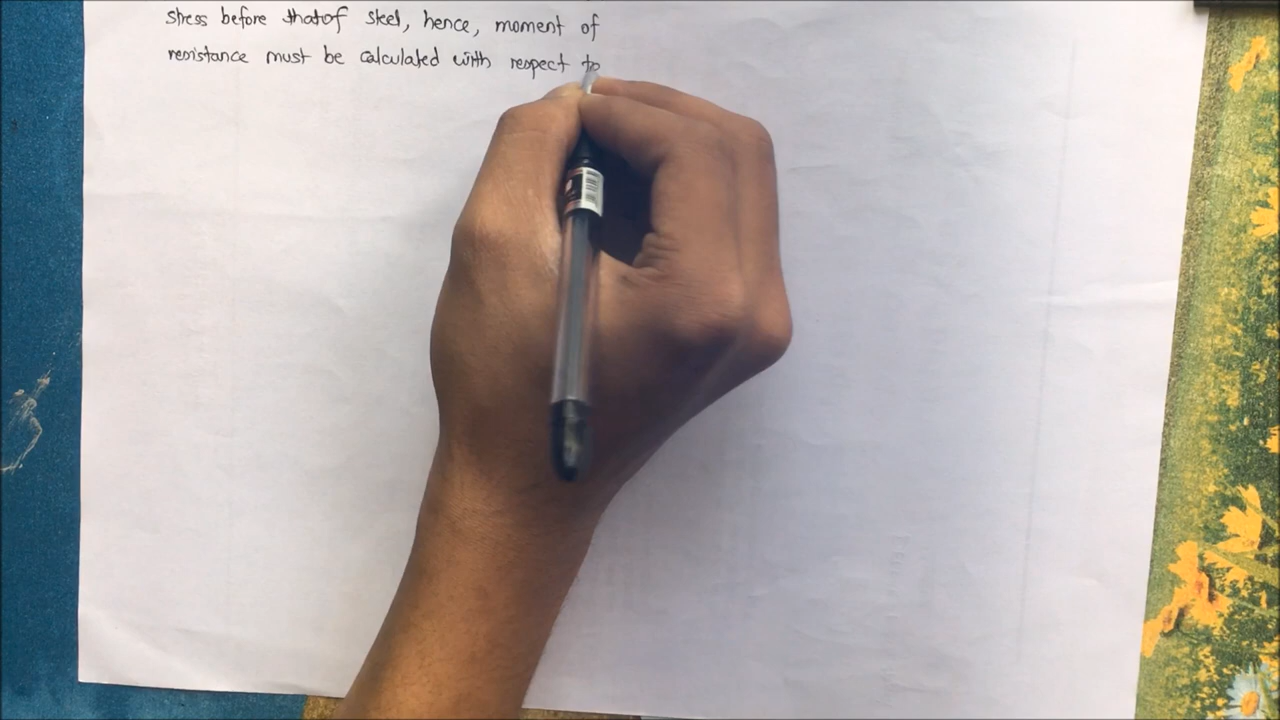 stress before that of steel, hence, moment of
resistance must be calculated with respect to